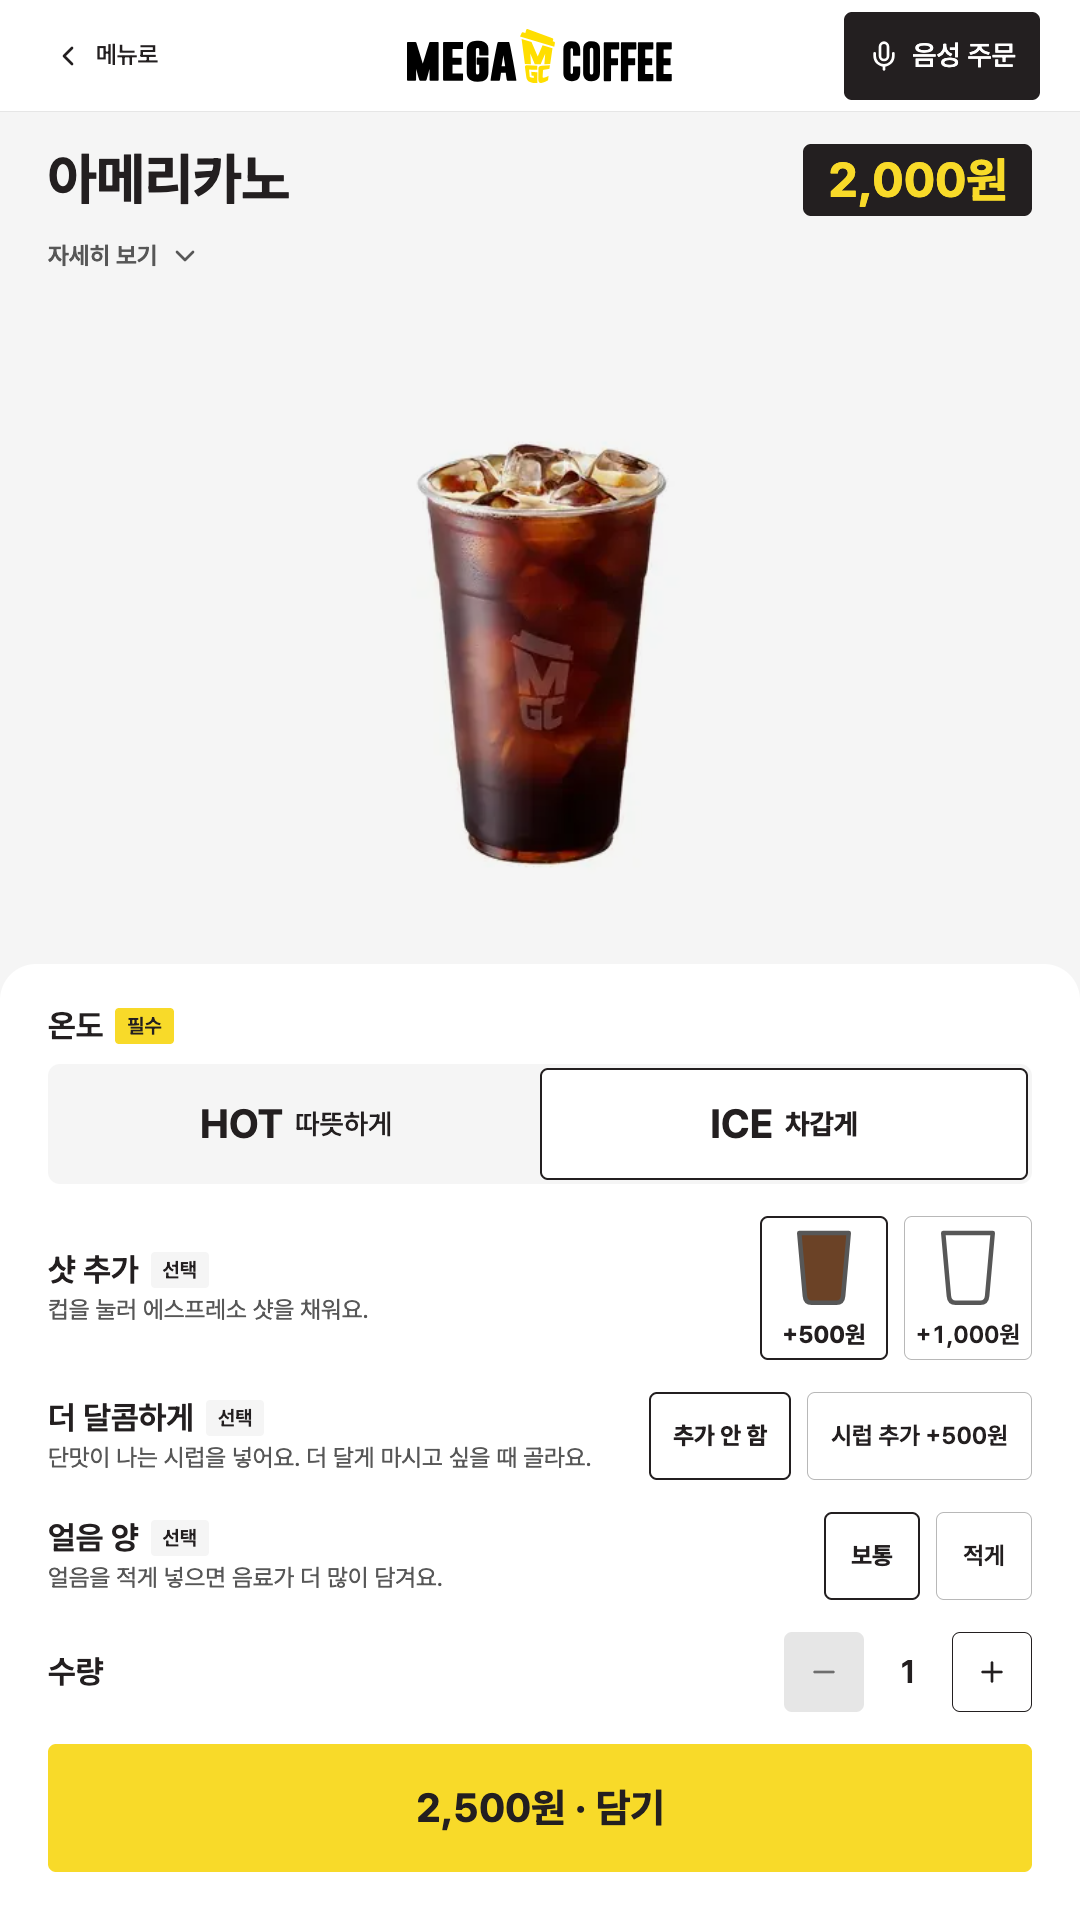 메뉴로
MEGA MGC COFFEE
음성 주문
아메리카노
2,000원
자세히 보기
M
GC
온도 필수
HOT 따뜻하게
ICE 차갑게
샷 추가 선택
컵을 눌러 에스프레소 샷을 채워요.
+500원
+1,000원
더 달콤하게 선택
단맛이 나는 시럽을 넣어요. 더 달게 마시고 싶을 때 골라요.
추가 안 함
시럽 추가 +500원
얼음 양 선택
얼음을 적게 넣으면 음료가 더 많이 담겨요.
보통
적게
수량
1
2,500원 · 담기